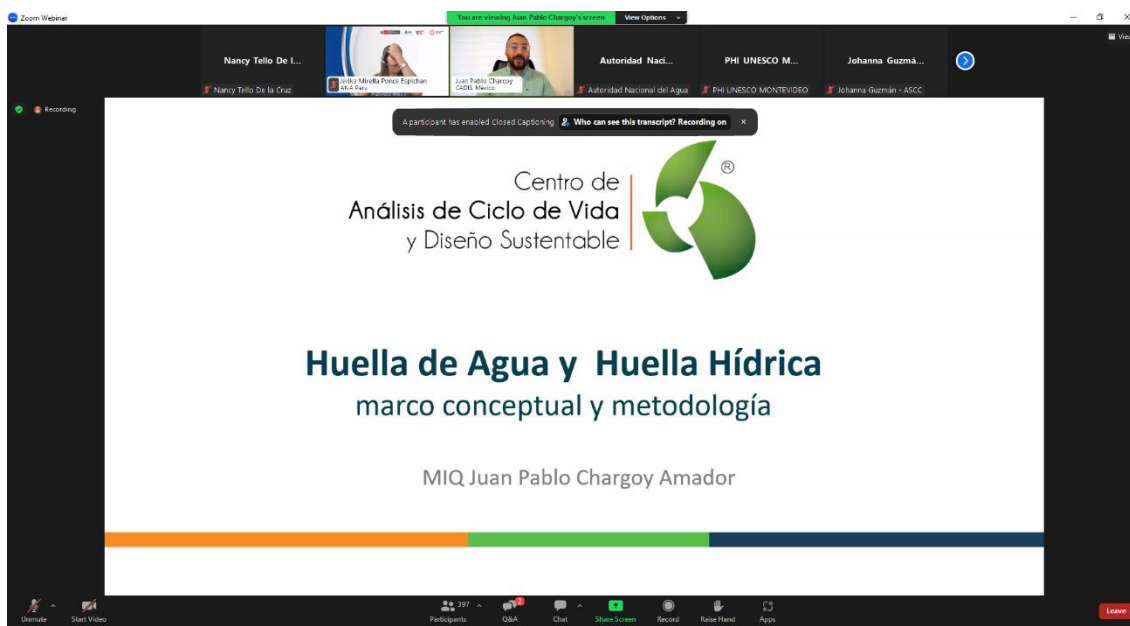 Zoom Webinar
You are viewing Juan Pablo Chargoy's screen
View Options
View
Nancy Tello De l...
Autoridad Naci...
PHI UNESCO M...
Johanna Guzmá...
Nancy Tello De la Cruz
Jerika Mirella Ponce Espichan
ANA Perú
Juan Pablo Chargoy
CADIS, México
Autoridad Nacional del Agua
PHI UNESCO MONTEVIDEO
Johanna Guzmán - ASCC
Recording
A participant has enabled Closed Captioning
Who can see this transcript? Recording on
Centro de
Análisis de Ciclo de Vida
y Diseño Sustentable
®
Huella de Agua y Huella Hídrica
marco conceptual y metodología
MIQ Juan Pablo Chargoy Amador
397
2
Unmute
Start Video
Participants
Q&A
Chat
Share Screen
Record
Raise Hand
Apps
Leave